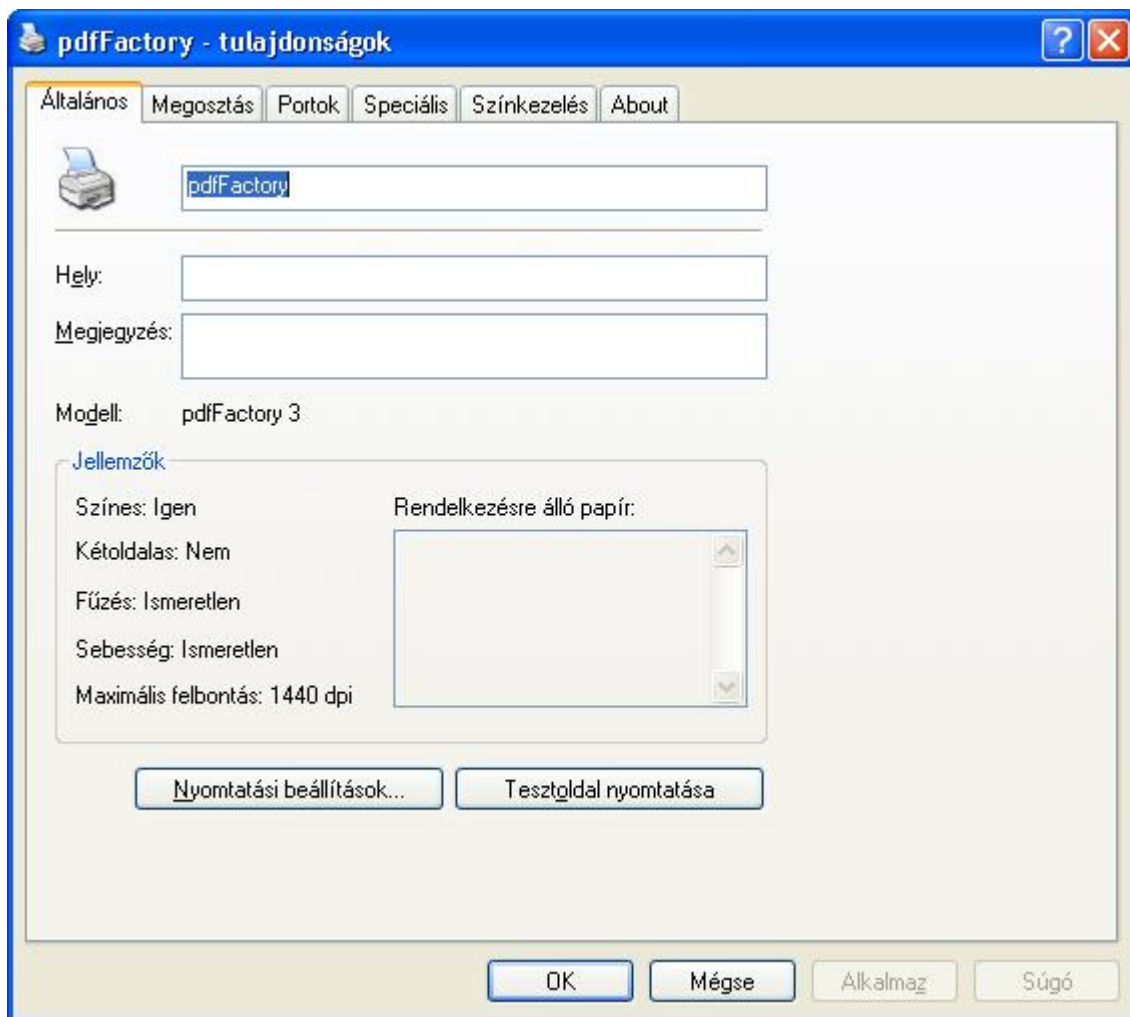 pdfFactory - tulajdonságok
Általános Megosztás Portok Speciális Színkezelés About
pdfFactory
Hely:
Megjegyzés:
Modell: pdfFactory 3
Jellemzők
Színes: Igen Rendelkezésre álló papír:
Kétoldalas: Nem
Fűzés: Ismeretlen
Sebesség: Ismeretlen
Maximális felbontás: 1440 dpi
Nyomtatási beállítások... Tesztoldal nyomtatása
OK Mégse Alkalmaz Súgó